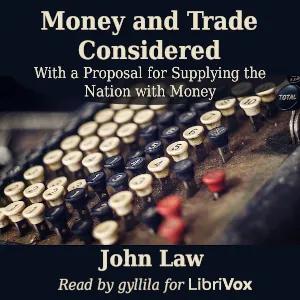 Money and Trade
Considered
With a Proposal for Supplying the
Nation with Money
TOTAL
John Law
Read by gyllila for LibriVox